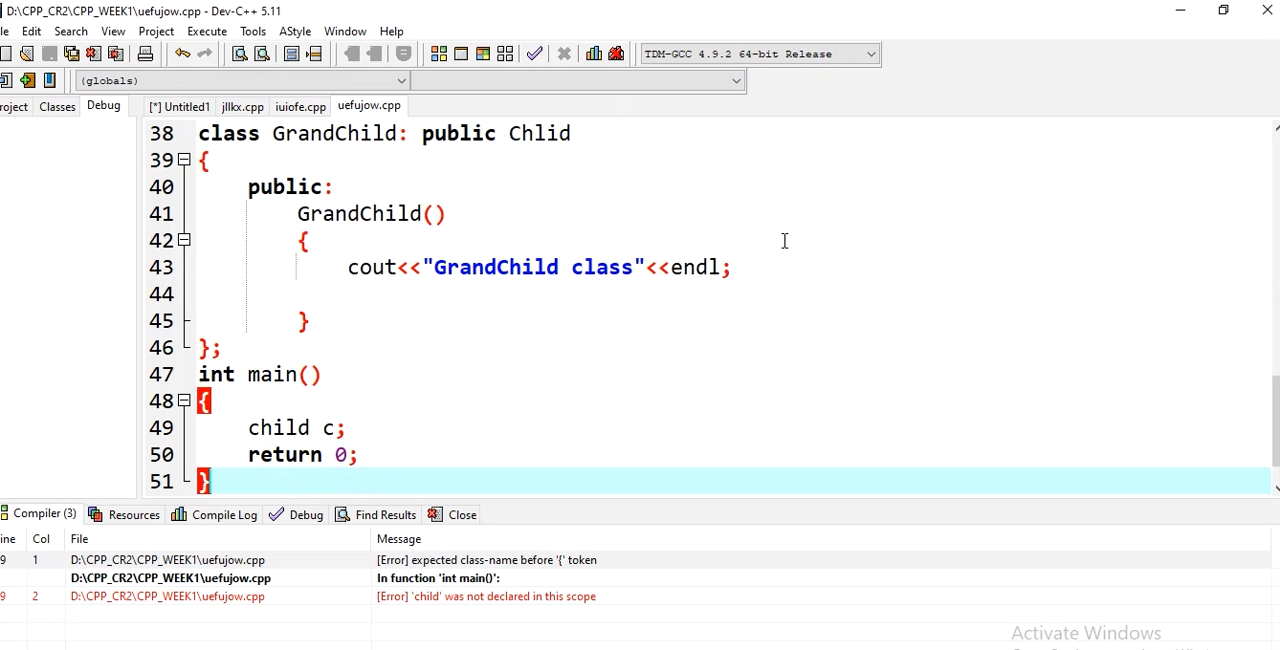 D:\CPP_CR2\CPP_WEEK1\uefujow.cpp - Dev-C++ 5.11
le Edit Search View Project Execute Tools AStyle Window Help
TDM-GCC 4.9.2 64-bit Release
(globals)
roject Classes Debug [*] Untitled1 jllkx.cpp iuiofe.cpp uefujow.cpp
38 class GrandChild: public Chlid
39 {
40 public:
41 GrandChild()
42 {
43 cout<<"GrandChild class"<<endl;
44
45 }
46 };
47 int main()
48 {
49 child c;
50 return 0;
51 }
Compiler (3) Resources Compile Log Debug Find Results Close
ine Col File Message
9 1 D:\CPP_CR2\CPP_WEEK1\uefujow.cpp [Error] expected class-name before '{' token
D:\CPP_CR2\CPP_WEEK1\uefujow.cpp In function 'int main()':
9 2 D:\CPP_CR2\CPP_WEEK1\uefujow.cpp [Error] 'child' was not declared in this scope
Activate Windows